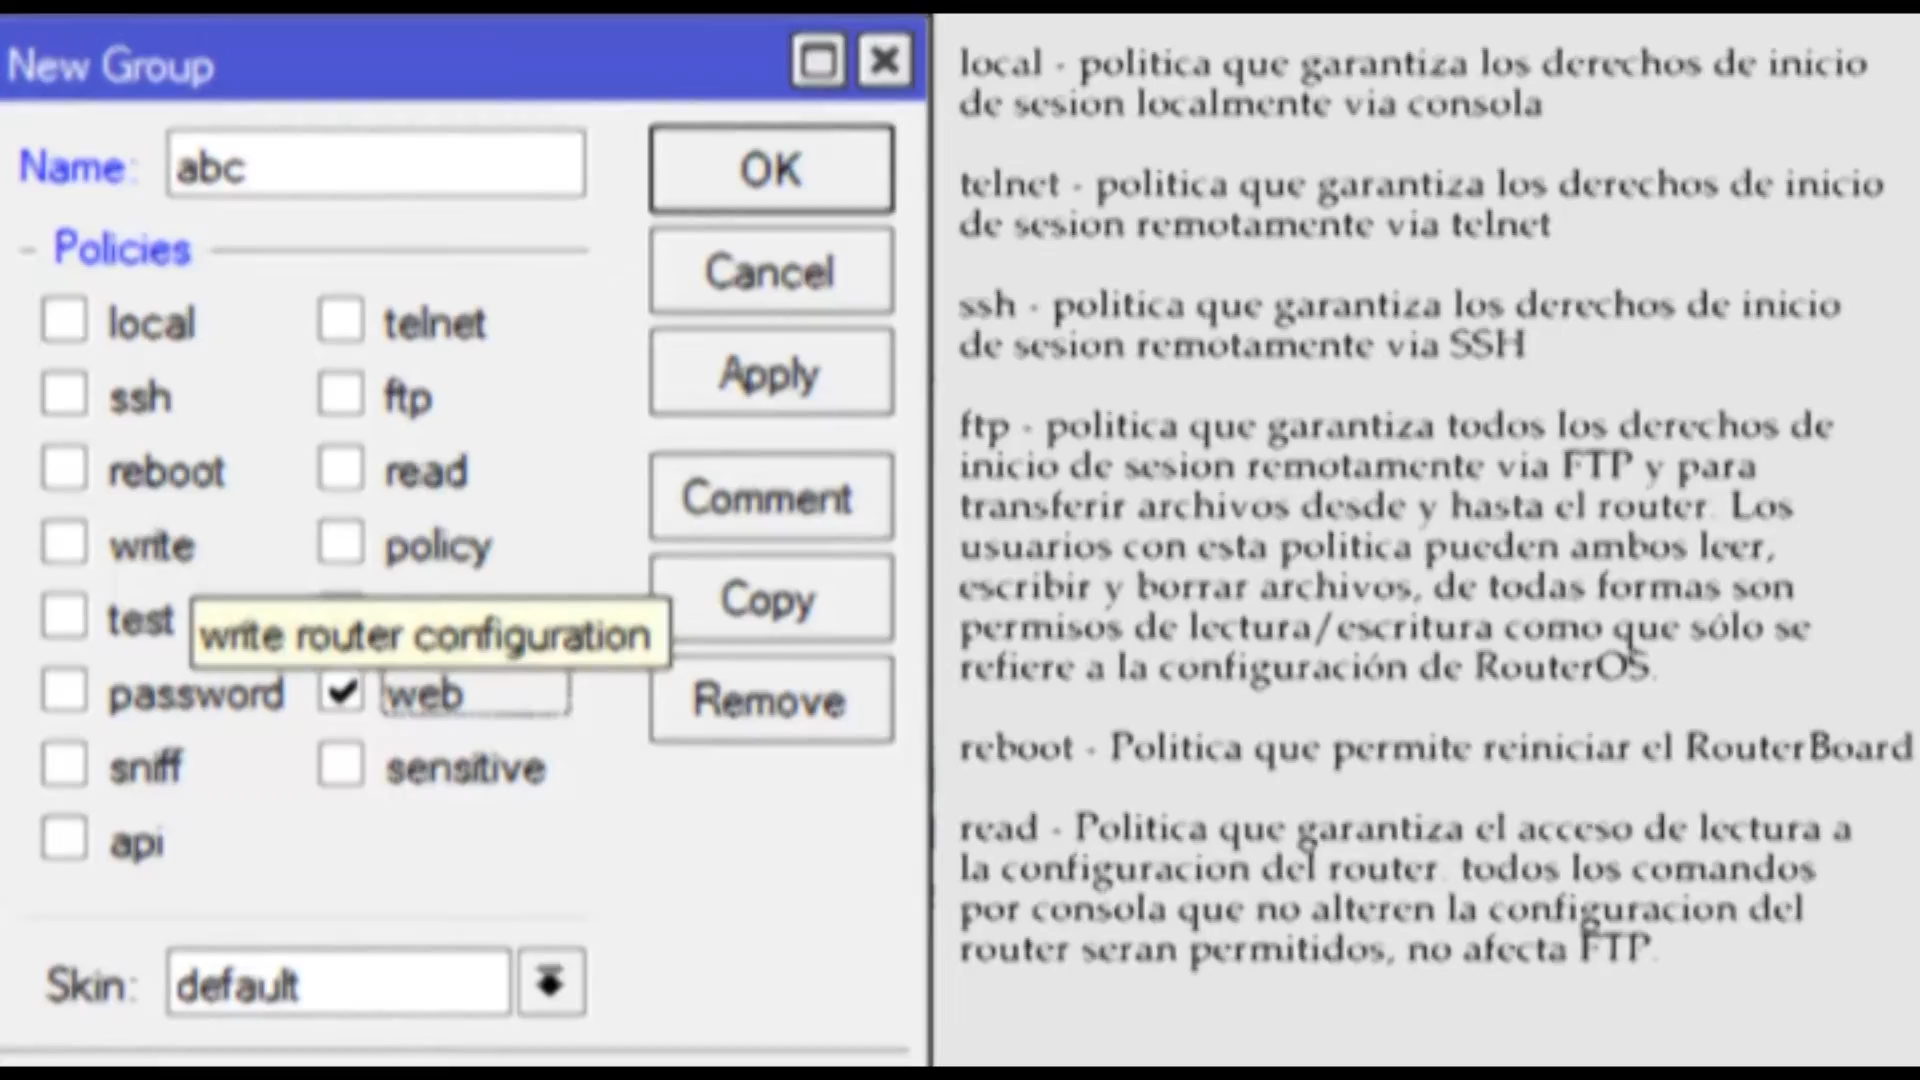 New Group
Name: abc
OK
Policies
Cancel
local telnet
Apply
ssh ftp
reboot read
Comment
write policy
Copy
test write router configuration
password web
Remove
sniff sensitive
api
Skin: default
local - politica que garantiza los derechos de inicio
de sesion localmente via consola
telnet - politica que garantiza los derechos de inicio
de sesion remotamente via telnet
ssh - politica que garantiza los derechos de inicio
de sesion remotamente via SSH
ftp - politica que garantiza todos los derechos de
inicio de sesion remotamente via FTP y para
transferir archivos desde y hasta el router. Los
usuarios con esta politica pueden ambos leer,
escribir y borrar archivos, de todas formas son
permisos de lectura/escritura como que sólo se
refiere a la configuración de RouterOS.
reboot - Politica que permite reiniciar el RouterBoard
read - Politica que garantiza el acceso de lectura a
la configuracion del router. todos los comandos
por consola que no alteren la configuracion del
router seran permitidos, no afecta FTP.